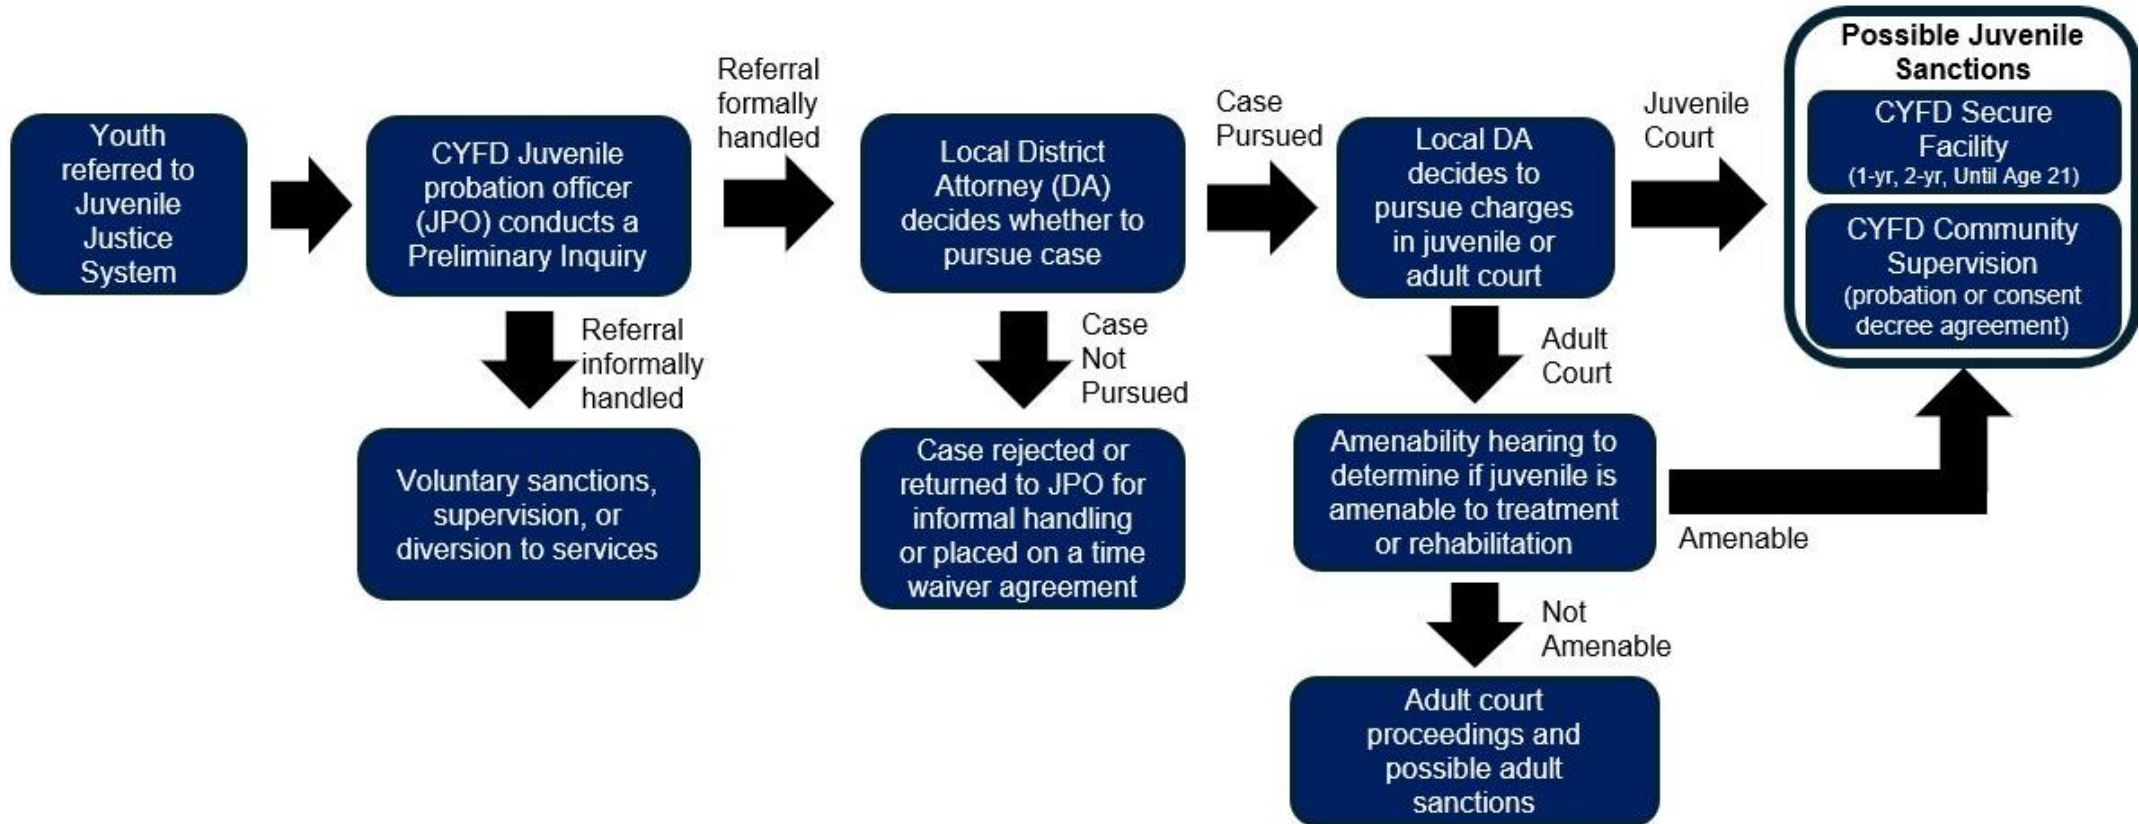 Youth
referred to
Juvenile
Justice
System
CYFD Juvenile
probation officer
(JPO) conducts a
Preliminary Inquiry
Referral
informally
handled
Voluntary sanctions,
supervision, or
diversion to services
Referral
formally
handled
Local District
Attorney (DA)
decides whether to
pursue case
Case
Not
Pursued
Case rejected or
returned to JPO for
informal handling
or placed on a time
waiver agreement
Case
Pursued
Local DA
decides to
pursue charges
in juvenile or
adult court
Adult
Court
Amenability hearing to
determine if juvenile is
amenable to treatment
or rehabilitation
Not
Amenable
Adult court
proceedings and
possible adult
sanctions
Amenable
Juvenile
Court
Possible Juvenile
Sanctions
CYFD Secure
Facility
(1-yr, 2-yr, Until Age 21)
CYFD Community
Supervision
(probation or consent
decree agreement)